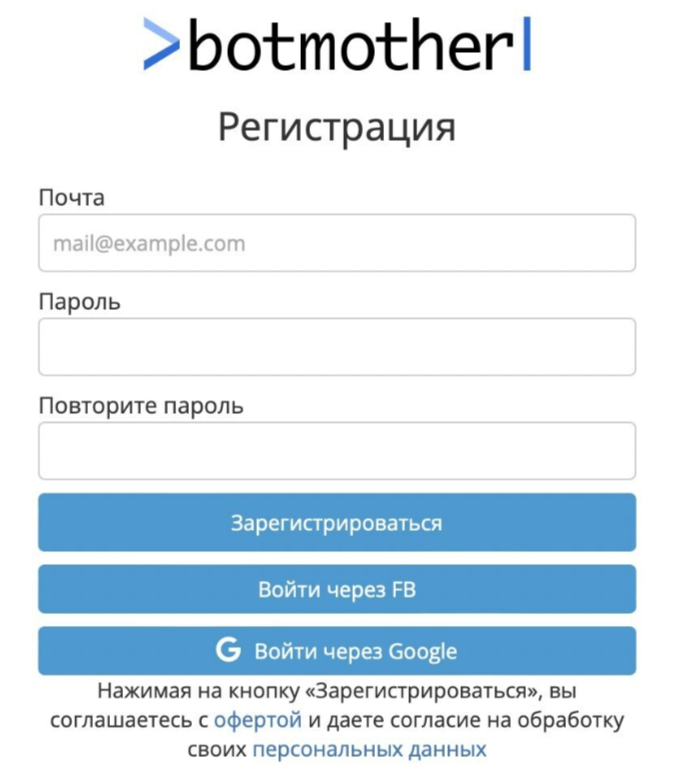 >botmother|
Регистрация
Почта
mail@example.com
Пароль
Повторите пароль
Зарегистрироваться
Войти через FB
G Войти через Google
Нажимая на кнопку «Зарегистрироваться», вы
соглашаетесь с офертой и даете согласие на обработку
своих персональных данных